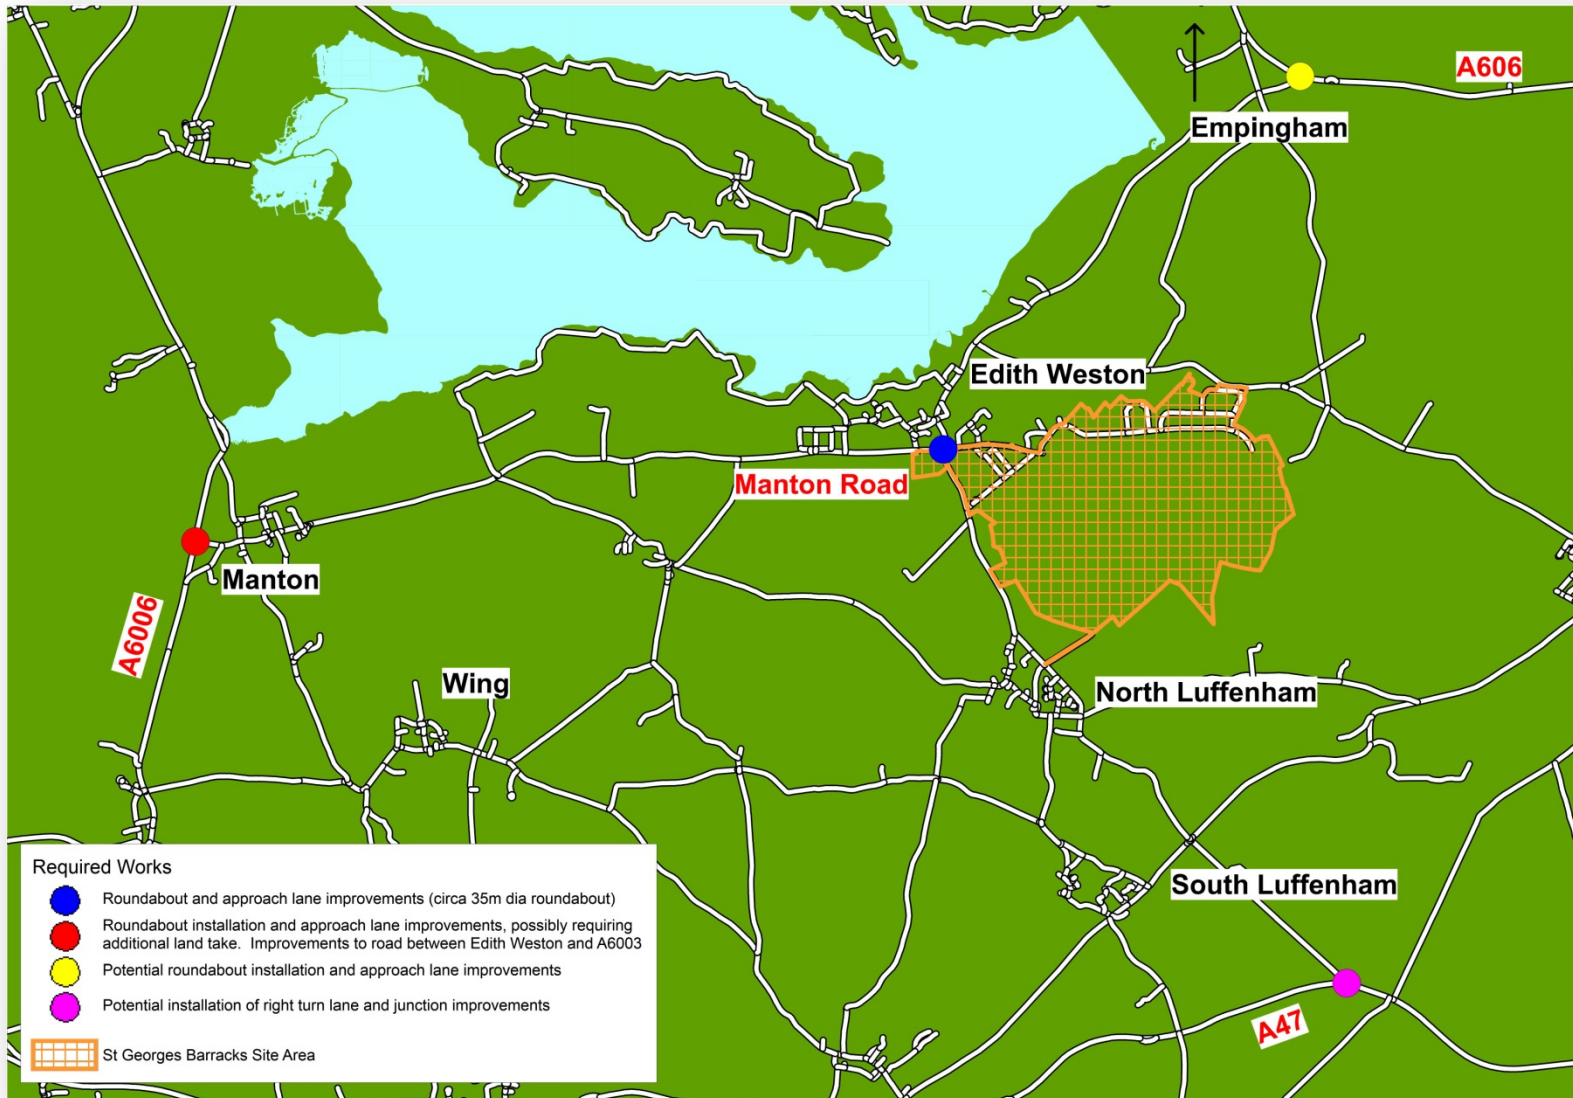 A606
Empingham
Edith Weston
Manton Road
Manton
A6006
Wing
North Luffenham
South Luffenham
A47
Required Works
Roundabout and approach lane improvements (circa 35m dia roundabout)
Roundabout installation and approach lane improvements, possibly requiring
additional land take. Improvements to road between Edith Weston and A6003
Potential roundabout installation and approach lane improvements
Potential installation of right turn lane and junction improvements
St Georges Barracks Site Area